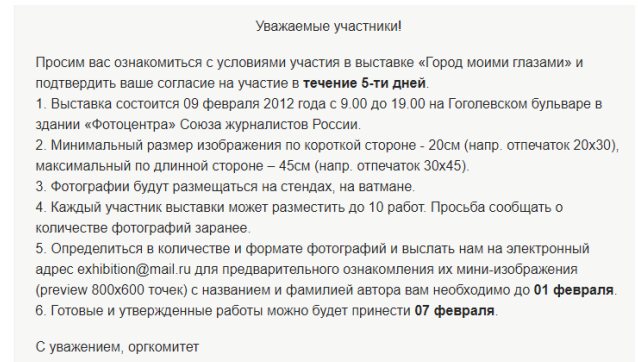 Уважаемые участники!
Просим вас ознакомиться с условиями участия в выставке «Город моими глазами» и
подтвердить ваше согласие на участие в течение 5-ти дней.
1. Выставка состоится 09 февраля 2012 года с 9.00 до 19.00 на Гоголевском бульваре в
здании «Фотоцентра» Союза журналистов России.
2. Минимальный размер изображения по короткой стороне - 20см (напр. отпечаток 20х30),
максимальный по длинной стороне – 45см (напр. отпечаток 30х45).
3. Фотографии будут размещаться на стендах, на ватмане.
4. Каждый участник выставки может разместить до 10 работ. Просьба сообщать о
количестве фотографий заранее.
5. Определиться в количестве и формате фотографий и выслать нам на электронный
адрес exhibition@mail.ru для предварительного ознакомления их мини-изображения
(preview 800х600 точек) с названием и фамилией автора вам необходимо до 01 февраля.
6. Готовые и утвержденные работы можно будет принести 07 февраля.
С уважением, оргкомитет